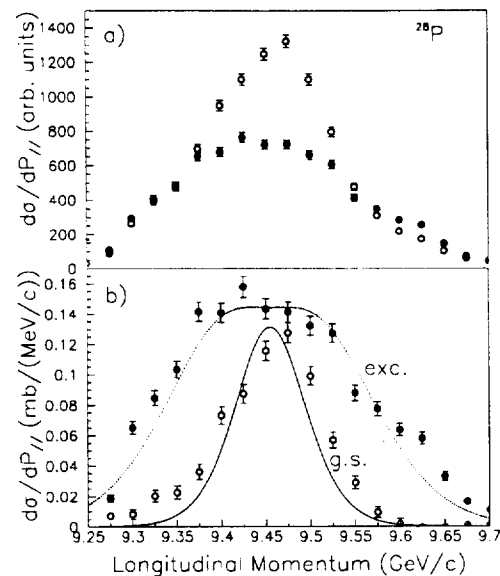 a)
28P
1400
1200
1000
800
600
400
200
0
dσ/dP// (arb. units)
b)
0.16
0.14
0.12
0.1
0.08
0.06
0.04
0.02
0
dσ/dP// (mb/(MeV/c))
exc.
g.s.
9.25 9.3 9.35 9.4 9.45 9.5 9.55 9.6 9.65 9.7
Longitudinal Momentum (GeV/c)